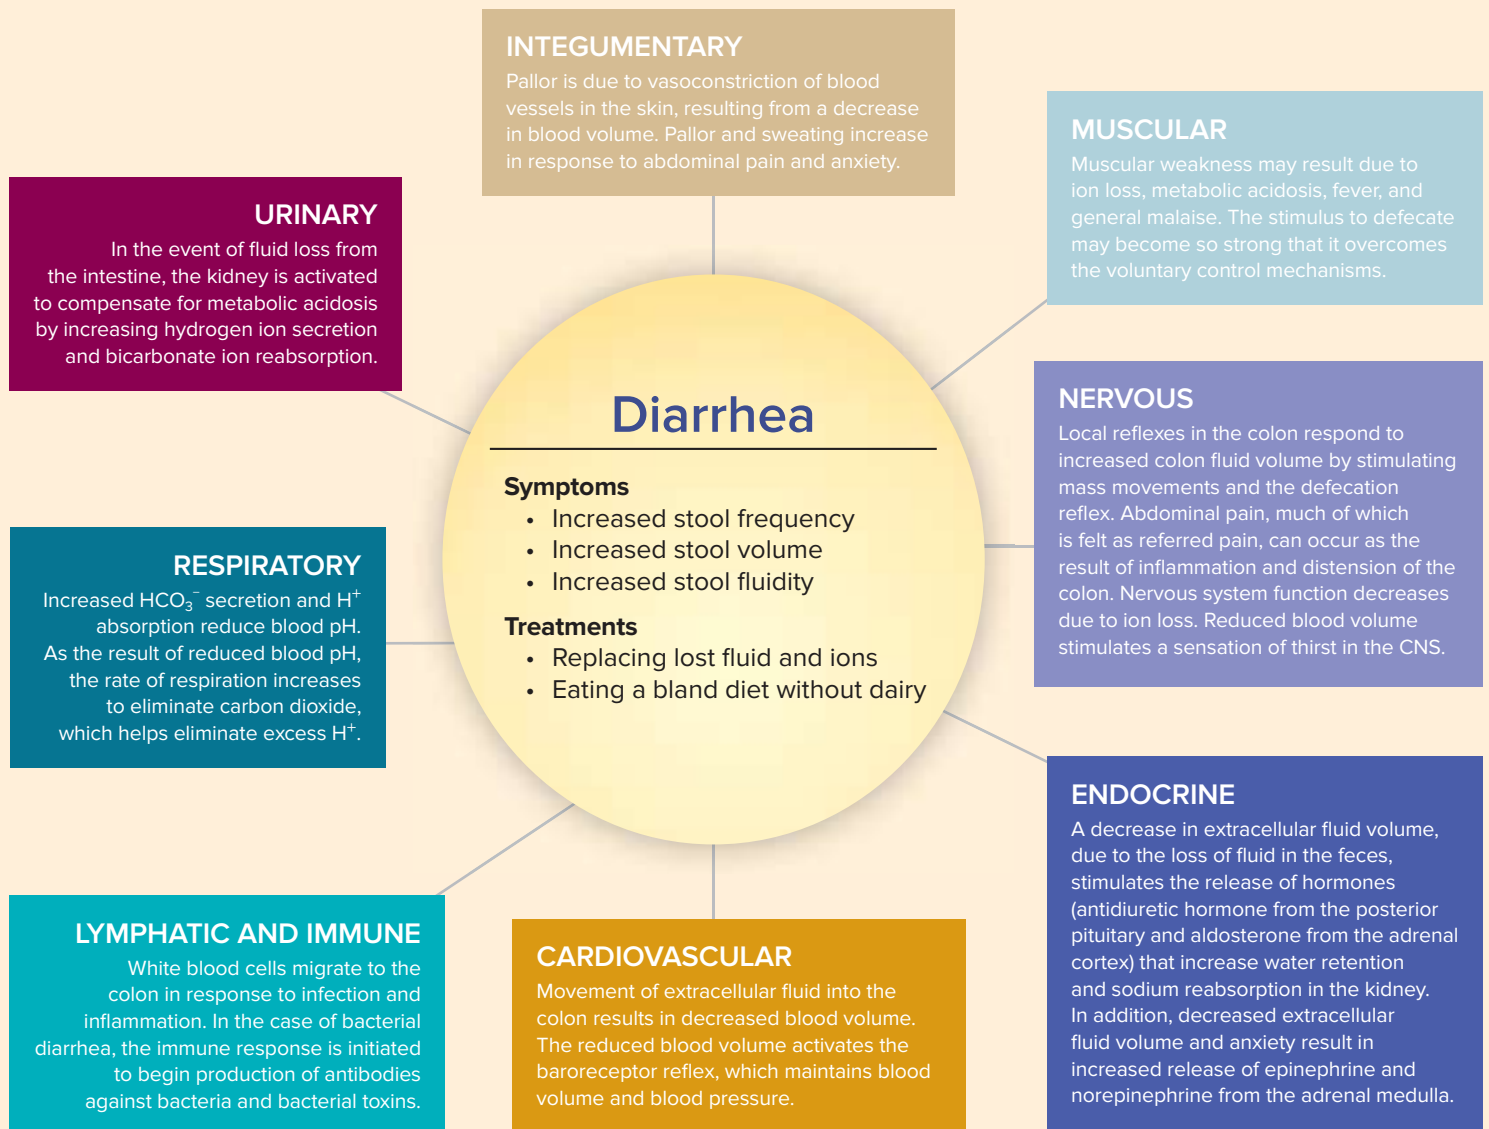 INTEGUMENTARY
Pallor is due to vasoconstriction of blood
vessels in the skin, resulting from a decrease
in blood volume. Pallor and sweating increase
in response to abdominal pain and anxiety.
MUSCULAR
Muscular weakness may result due to
ion loss, metabolic acidosis, fever, and
general malaise. The stimulus to defecate
may become so strong that it overcomes
the voluntary control mechanisms.
URINARY
In the event of fluid loss from
the intestine, the kidney is activated
to compensate for metabolic acidosis
by increasing hydrogen ion secretion
and bicarbonate ion reabsorption.
Diarrhea
Symptoms
• Increased stool frequency
• Increased stool volume
• Increased stool fluidity
Treatments
• Replacing lost fluid and ions
• Eating a bland diet without dairy
NERVOUS
Local reflexes in the colon respond to
increased colon fluid volume by stimulating
mass movements and the defecation
reflex. Abdominal pain, much of which
is felt as referred pain, can occur as the
result of inflammation and distension of the
colon. Nervous system function decreases
due to ion loss. Reduced blood volume
stimulates a sensation of thirst in the CNS.
RESPIRATORY
Increased HCO₃⁻ secretion and H⁺
absorption reduce blood pH.
As the result of reduced blood pH,
the rate of respiration increases
to eliminate carbon dioxide,
which helps eliminate excess H⁺.
ENDOCRINE
A decrease in extracellular fluid volume,
due to the loss of fluid in the feces,
stimulates the release of hormones
(antidiuretic hormone from the posterior
pituitary and aldosterone from the adrenal
cortex) that increase water retention
and sodium reabsorption in the kidney.
In addition, decreased extracellular
fluid volume and anxiety result in
increased release of epinephrine and
norepinephrine from the adrenal medulla.
LYMPHATIC AND IMMUNE
White blood cells migrate to the
colon in response to infection and
inflammation. In the case of bacterial
diarrhea, the immune response is initiated
to begin production of antibodies
against bacteria and bacterial toxins.
CARDIOVASCULAR
Movement of extracellular fluid into the
colon results in decreased blood volume.
The reduced blood volume activates the
baroreceptor reflex, which maintains blood
volume and blood pressure.